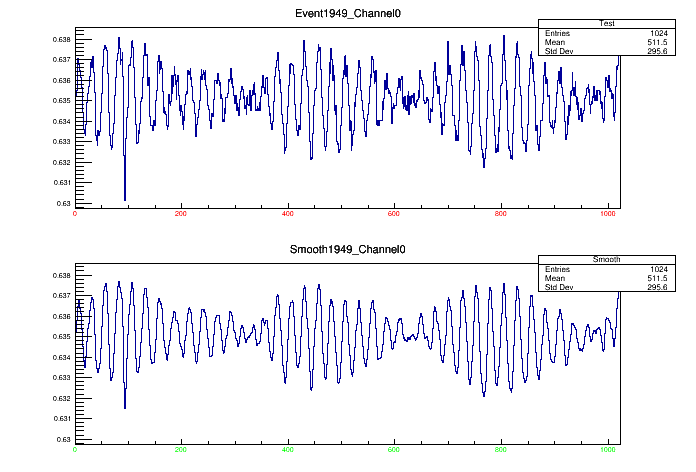 Event1949_Channel0
Test
Entries 1024
Mean 511.5
Std Dev 295.6
0.638
0.637
0.636
0.635
0.634
0.633
0.632
0.631
0.63
0 200 400 600 800 1000
Smooth1949_Channel0
Smooth
Entries 1024
Mean 511.5
Std Dev 295.6
0.638
0.637
0.636
0.635
0.634
0.633
0.632
0.631
0.63
0 200 400 600 800 1000